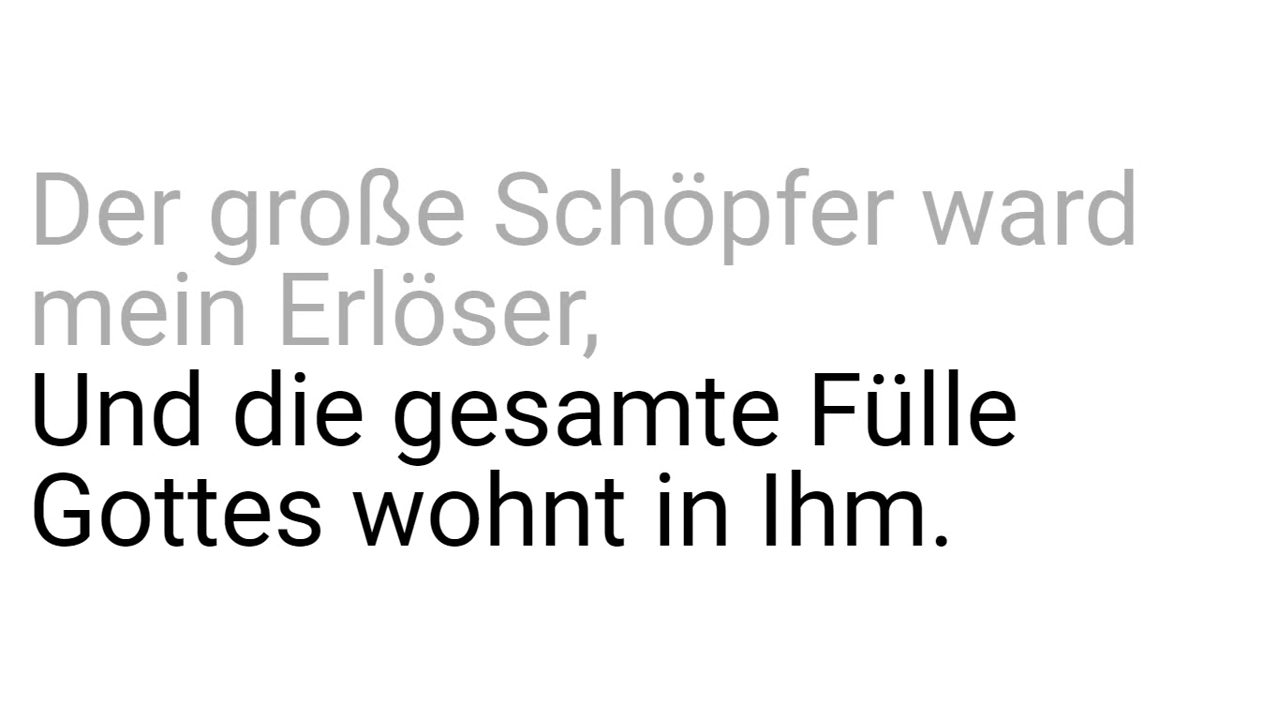 Der große Schöpfer ward
mein Erlöser,
Und die gesamte Fülle
Gottes wohnt in Ihm.